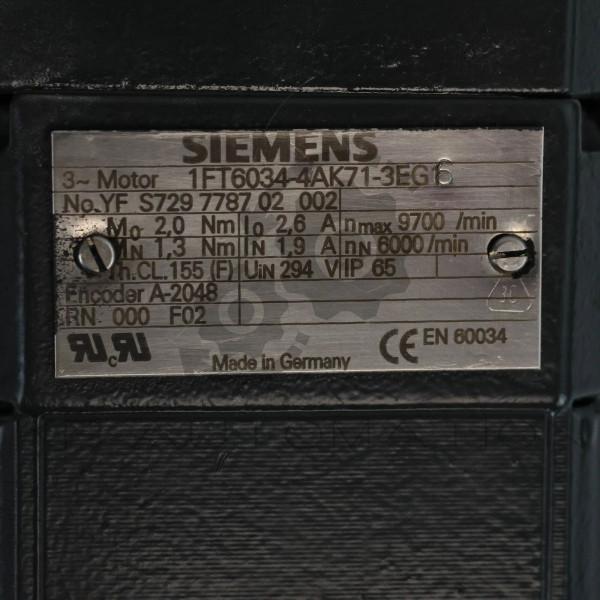 SIEMENS
3~ Motor 1FT6034-4AK71-3EG
No.YF S729 7787 02 002
M0 2,0 Nm I0 2,6 A nmax 9700 /min
MN 1,3 Nm IN 1,9 A nN 6000 /min
Th.CL.155 (F) UIN 294 V IP 65
Encoder A-2048
RN 000 F02
EN 60034
Made in Germany